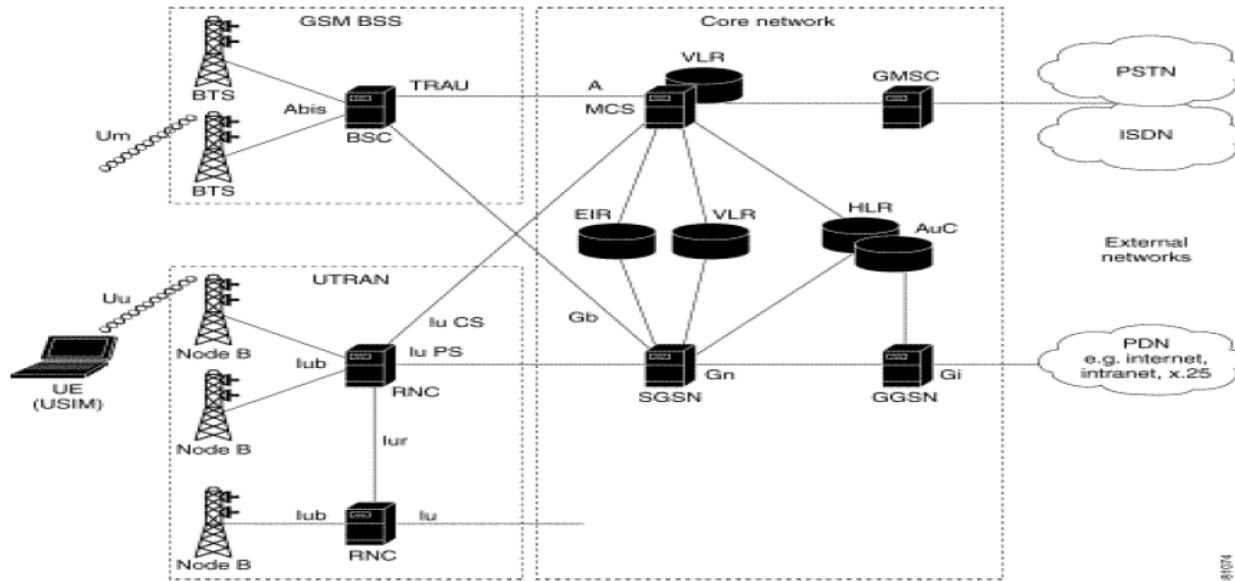 GSM BSS
Core network
VLR
BTS
Abis
TRAU
A
MCS
GMSC
PSTN
Um
BSC
ISDN
BTS
EIR
VLR
HLR
AuC
External
networks
UTRAN
Uu
Node B
Iub
Iu CS
Iu PS
Gb
UE
(USIM)
RNC
SGSN
Gn
GGSN
Gi
PDN
e.g. internet,
intranet, x.25
Node B
Iur
Iub
Iu
RNC
Node B
81074